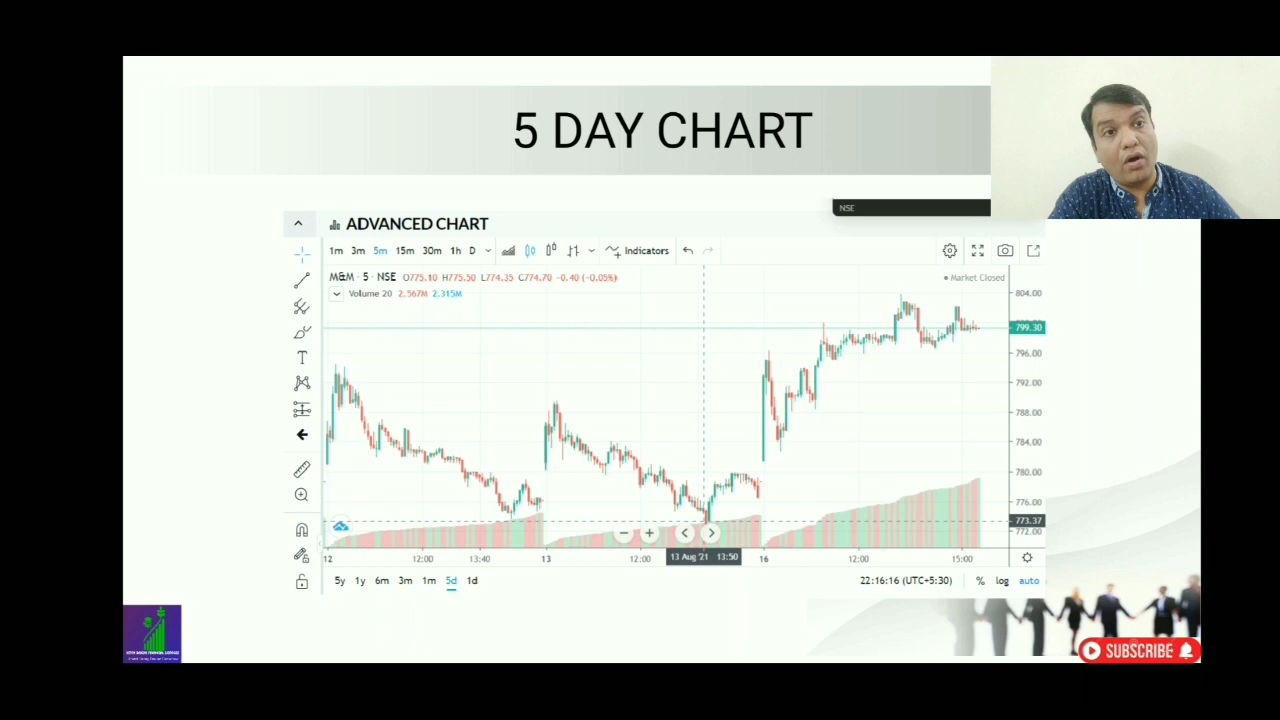 5 DAY CHART
NSE
ADVANCED CHART
1m 3m 5m 15m 30m 1h D Indicators
M&M · 5 · NSE O775.10 H775.50 L774.35 C774.70 -0.40 (-0.05%)
Market Closed
Volume 20 2.567M 2.315M
804.00
799.30
796.00
792.00
788.00
784.00
780.00
776.00
773.37
772.00
12 12:00 13:40 13 12:00 13 Aug '21 13:50 16 12:00 15:00
5y 1y 6m 3m 1m 5d 1d 22:16:16 (UTC+5:30) % log auto
SUBSCRIBE